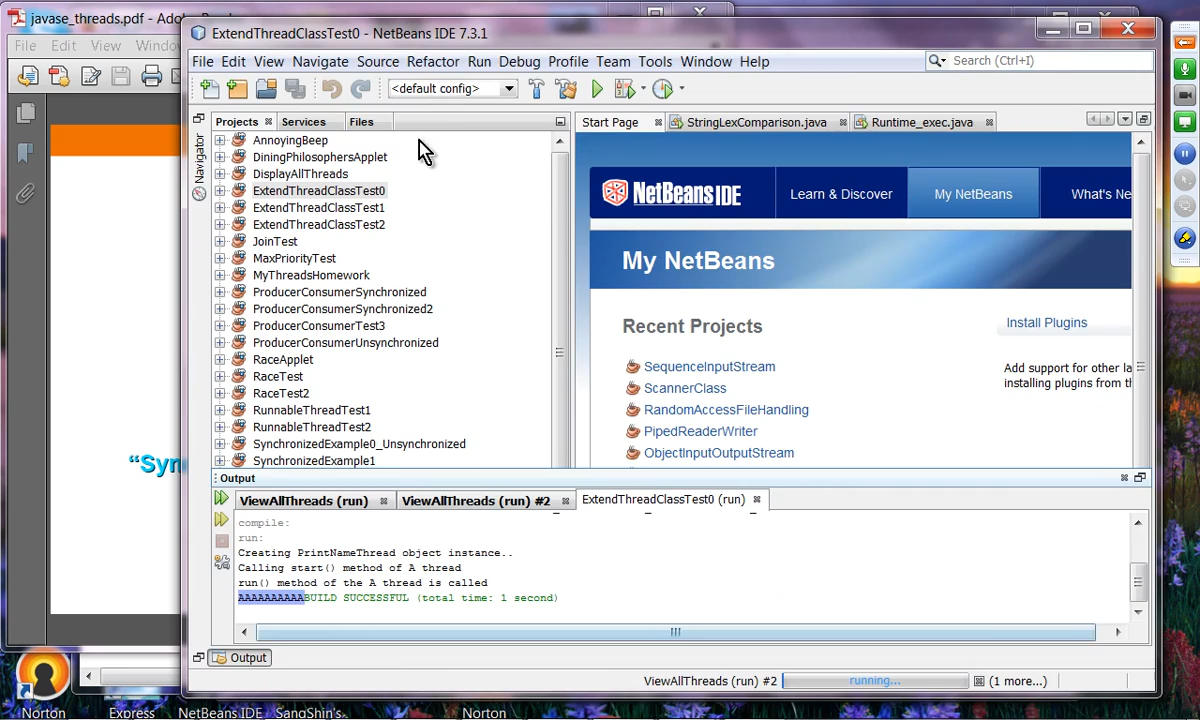 javase_threads.pdf - Adobe
File Edit View Window
"Syn
ExtendThreadClassTest0 - NetBeans IDE 7.3.1
File Edit View Navigate Source Refactor Run Debug Profile Team Tools Window Help
Search (Ctrl+I)
<default config>
Projects Services Files
Navigator
AnnoyingBeep
DiningPhilosophersApplet
DisplayAllThreads
ExtendThreadClassTest0
ExtendThreadClassTest1
ExtendThreadClassTest2
JoinTest
MaxPriorityTest
MyThreadsHomework
ProducerConsumerSynchronized
ProducerConsumerSynchronized2
ProducerConsumerTest3
ProducerConsumerUnsynchronized
RaceApplet
RaceTest
RaceTest2
RunnableThreadTest1
RunnableThreadTest2
SynchronizedExample0_Unsynchronized
SynchronizedExample1
Start Page StringLexComparison.java Runtime_exec.java
NetBeans IDE Learn & Discover My NetBeans What's Ne
My NetBeans
Recent Projects
SequenceInputStream
ScannerClass
RandomAccessFileHandling
PipedReaderWriter
ObjectInputOutputStream
Install Plugins
Add support for other la
installing plugins from th
Output
ViewAllThreads (run) ViewAllThreads (run) #2 ExtendThreadClassTest0 (run)
compile:
run:
Creating PrintNameThread object instance..
Calling start() method of A thread
run() method of the A thread is called
AAAAAAAAAABUILD SUCCESSFUL (total time: 1 second)
Output
ViewAllThreads (run) #2 running... (1 more...)
Norton Express NetBeans IDE SangShin's Norton